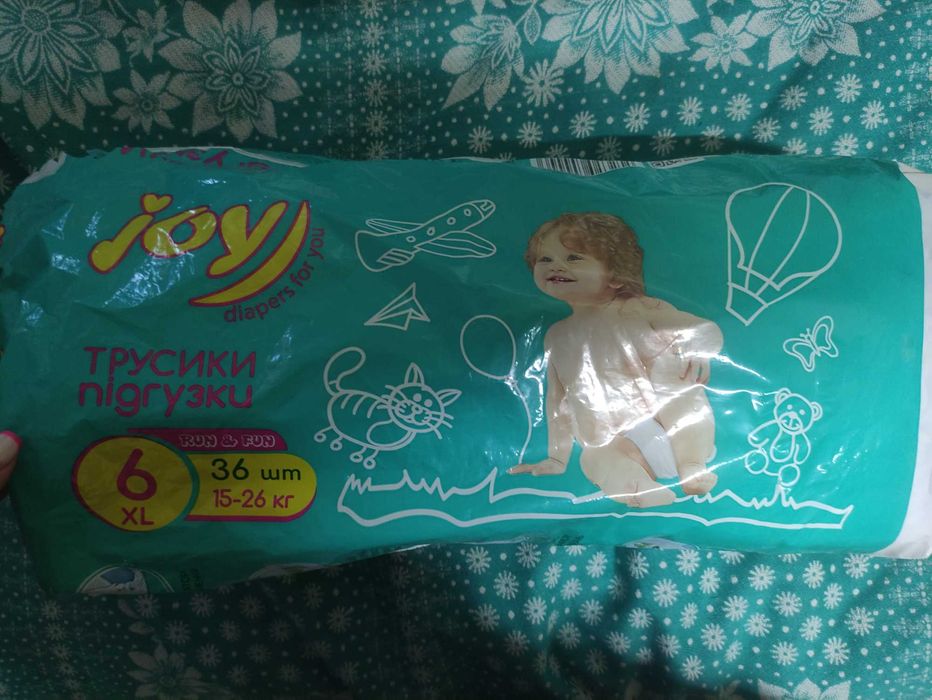 joy
diapers for you
ТРУСИКИ
підгузки
RUN & FUN
6
XL
36 шт
15-26 кг